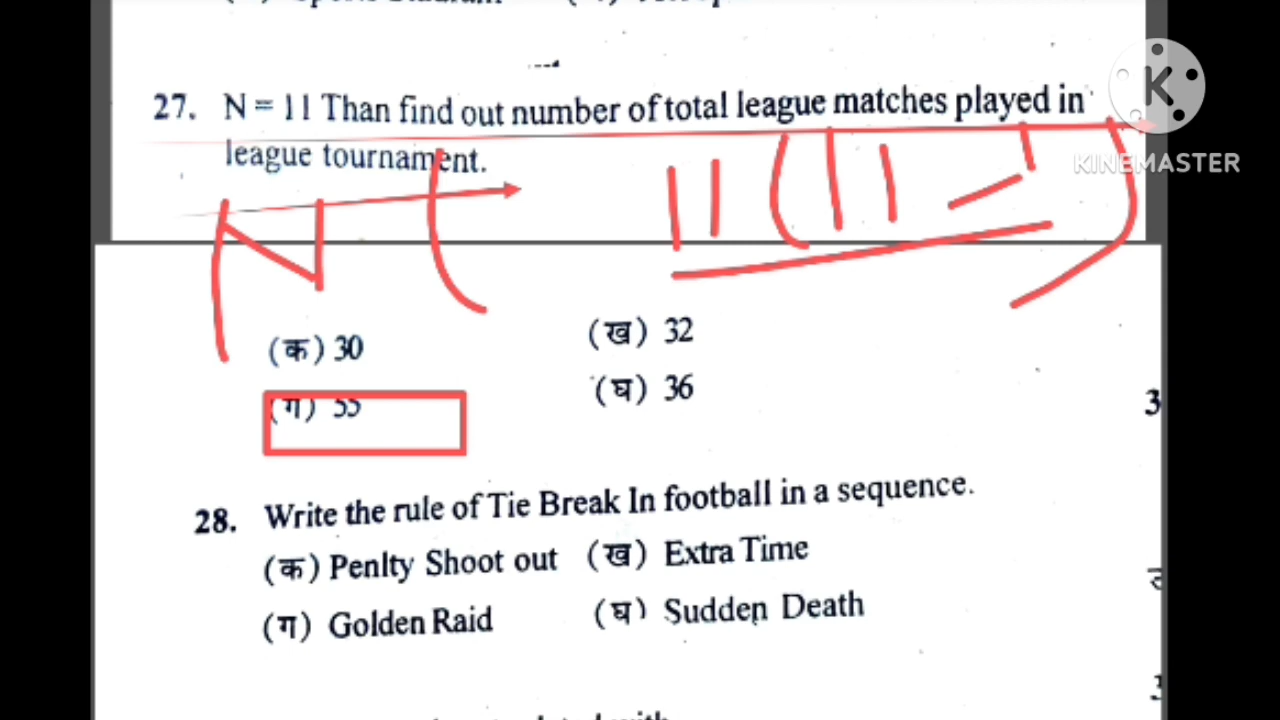 27. N = 11 Than find out number of total league matches played in
league tournament.
N ( 11 (11 - 1)
(क) 30 (ख) 32
(ग) 55 (घ) 36
28. Write the rule of Tie Break In football in a sequence.
(क) Penlty Shoot out (ख) Extra Time
(ग) Golden Raid (घ) Sudden Death
K
KINEMASTER